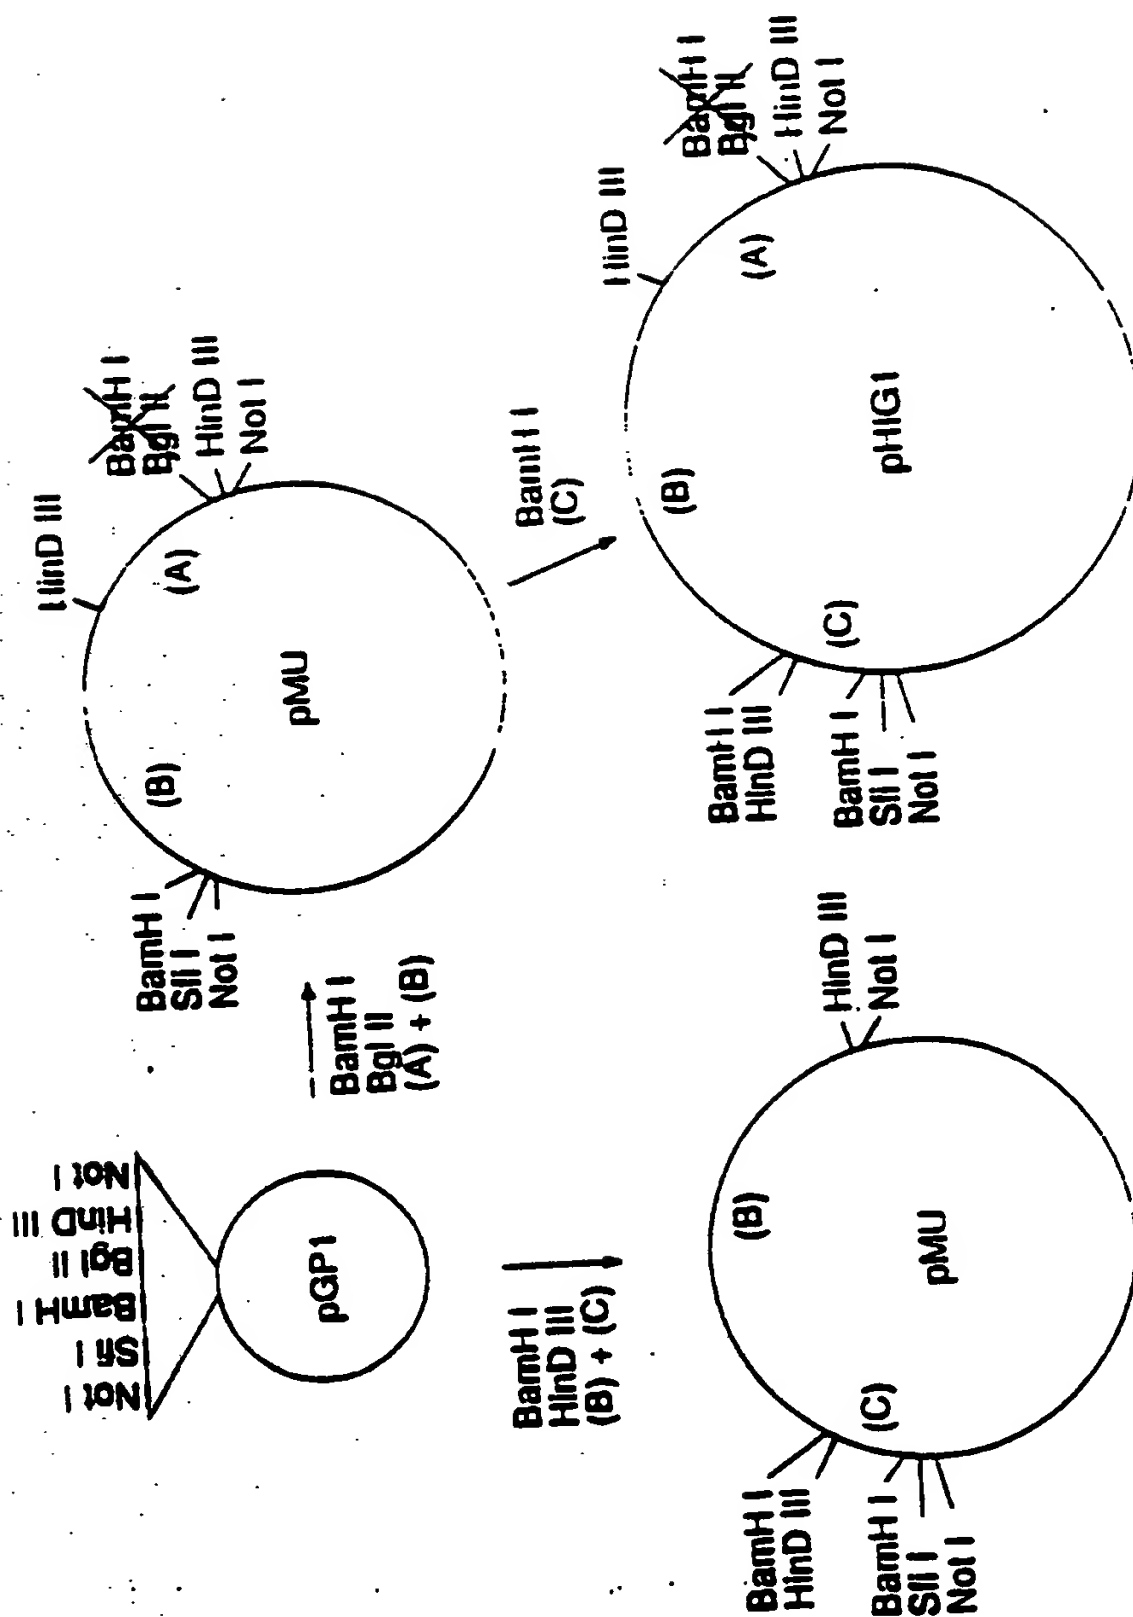 Not I
Sfi I
BamH I
Bgl II
HinD III
Not I
pGP1
BamH I
Bgl II
(A) + (B)
BamH I
Sfi I
Not I
(B)
HinD III
(A)
BamH I
Bgl II
HinD III
Not I
pMU
BamH I
HinD III
(B) + (C)
BamH I
(C)
BamH I
HinD III
BamH I
Sfi I
Not I
(C)
(B)
HinD III
Not I
pMU
BamH I
HinD III
BamH I
Sfi I
Not I
(C)
(B)
HinD III
(A)
BamH I
Bgl II
HinD III
Not I
pHIG1